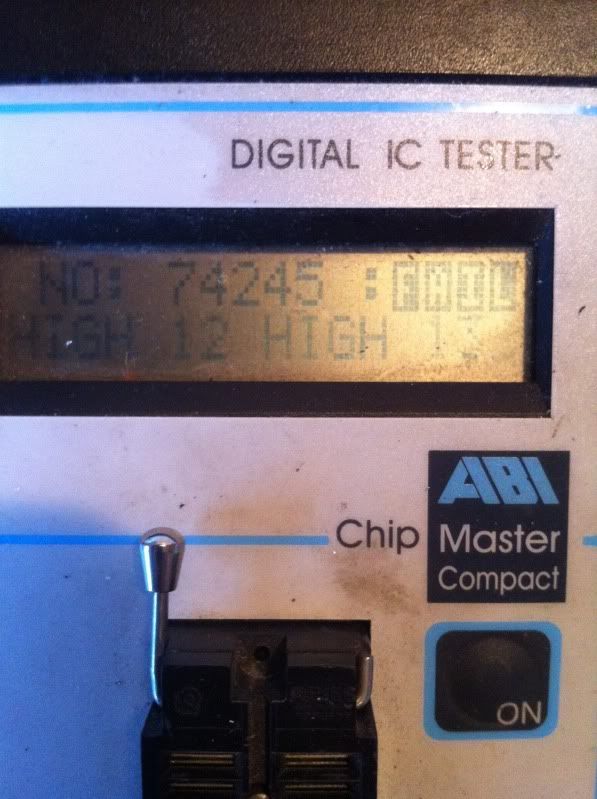 DIGITAL IC TESTER
NO: 74245 :FAIL
HIGH 12 HIGH
ABI
Chip Master
Compact
ON